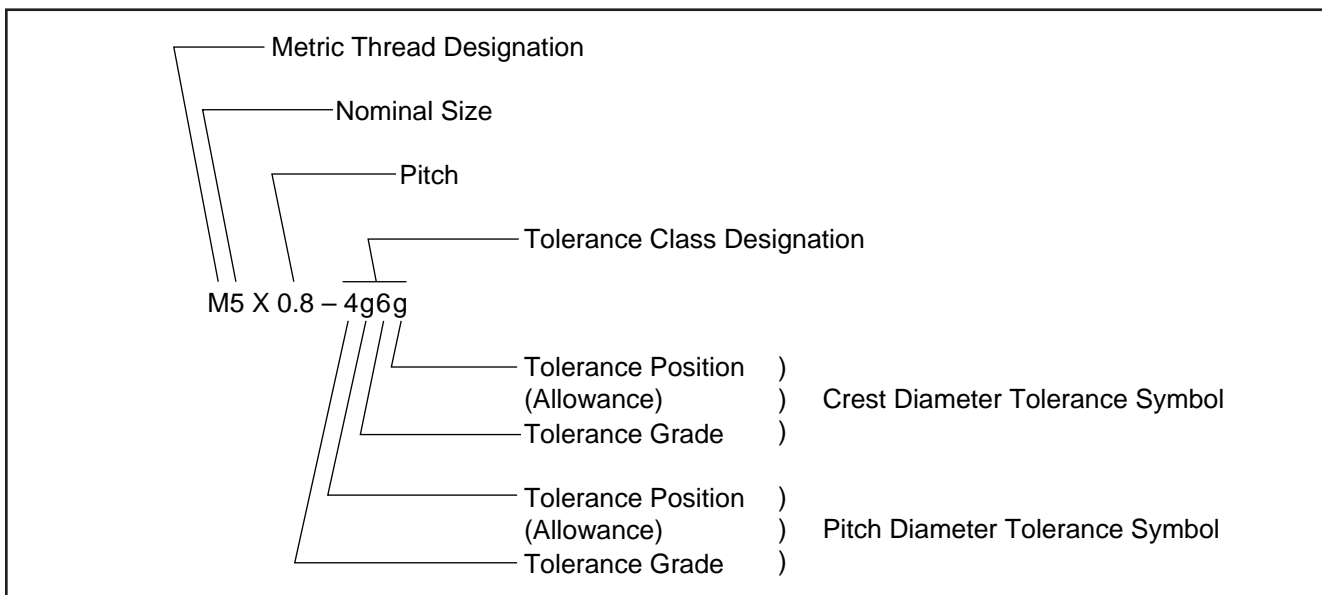 Metric Thread Designation
Nominal Size
Pitch
Tolerance Class Designation
M5 X 0.8 – 4g6g
Tolerance Position )
(Allowance) ) Crest Diameter Tolerance Symbol
Tolerance Grade )
Tolerance Position )
(Allowance) ) Pitch Diameter Tolerance Symbol
Tolerance Grade )